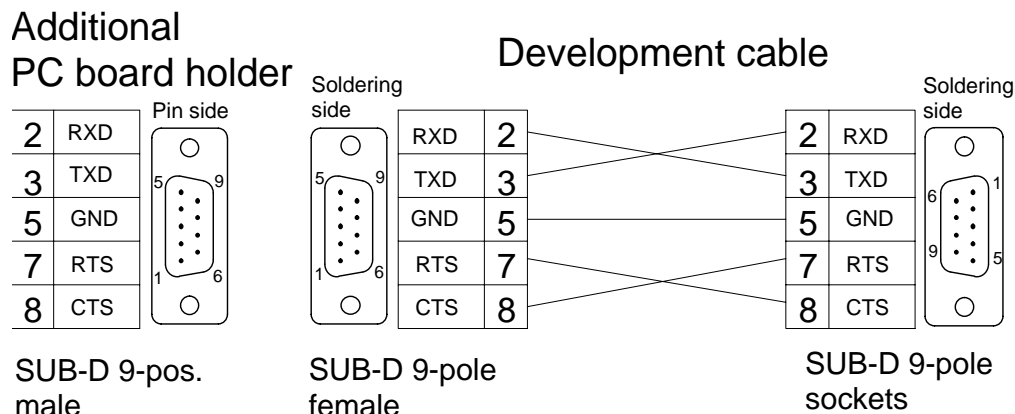 Additional
PC board holder
Development cable
Pin side
2 RXD
3 TXD
5 GND
7 RTS
8 CTS
5 9
1 6
SUB-D 9-pos.
male
Soldering
side
5 9
1 6
RXD 2
TXD 3
GND 5
RTS 7
CTS 8
SUB-D 9-pole
female
2 RXD
3 TXD
5 GND
7 RTS
8 CTS
Soldering
side
6 1
9 5
SUB-D 9-pole
sockets